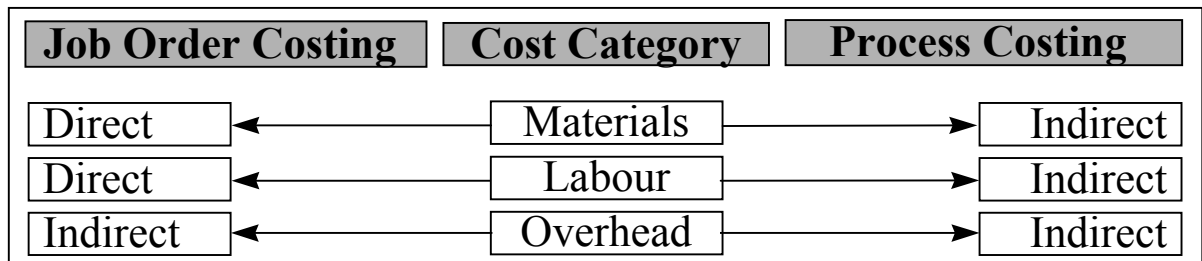 Job Order Costing Cost Category Process Costing
Direct Materials Indirect
Direct Labour Indirect
Indirect Overhead Indirect